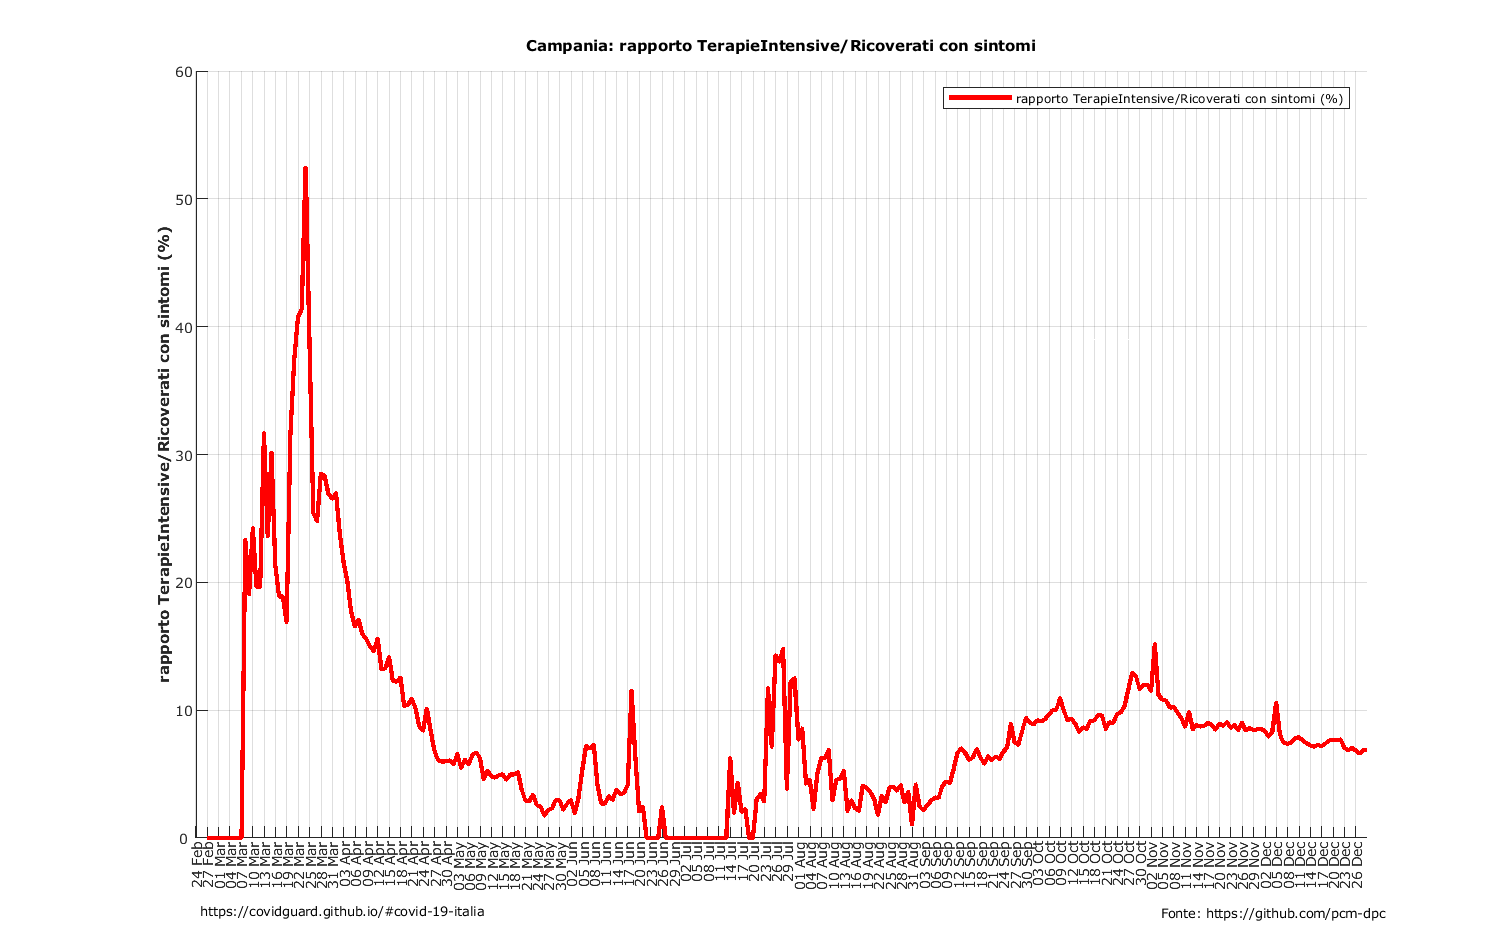 Campania: rapporto TerapieIntensive/Ricoverati con sintomi
rapporto TerapieIntensive/Ricoverati con sintomi (%)
rapporto TerapieIntensive/Ricoverati con sintomi (%)
60
50
40
30
20
10
0
24 Feb
27 Feb
01 Mar
04 Mar
07 Mar
10 Mar
13 Mar
16 Mar
19 Mar
22 Mar
25 Mar
28 Mar
31 Mar
03 Apr
06 Apr
09 Apr
12 Apr
15 Apr
18 Apr
21 Apr
24 Apr
27 Apr
30 Apr
03 May
06 May
09 May
12 May
15 May
18 May
21 May
24 May
27 May
30 May
02 Jun
05 Jun
08 Jun
11 Jun
14 Jun
17 Jun
20 Jun
23 Jun
26 Jun
29 Jun
02 Jul
05 Jul
08 Jul
11 Jul
14 Jul
17 Jul
20 Jul
23 Jul
26 Jul
29 Jul
01 Aug
04 Aug
07 Aug
10 Aug
13 Aug
16 Aug
19 Aug
22 Aug
25 Aug
28 Aug
31 Aug
03 Sep
06 Sep
09 Sep
12 Sep
15 Sep
18 Sep
21 Sep
24 Sep
27 Sep
30 Sep
03 Oct
06 Oct
09 Oct
12 Oct
15 Oct
18 Oct
21 Oct
24 Oct
27 Oct
30 Oct
02 Nov
05 Nov
08 Nov
11 Nov
14 Nov
17 Nov
20 Nov
23 Nov
26 Nov
29 Nov
02 Dec
05 Dec
08 Dec
11 Dec
14 Dec
17 Dec
20 Dec
23 Dec
26 Dec
https://covidguard.github.io/#covid-19-italia
Fonte: https://github.com/pcm-dpc